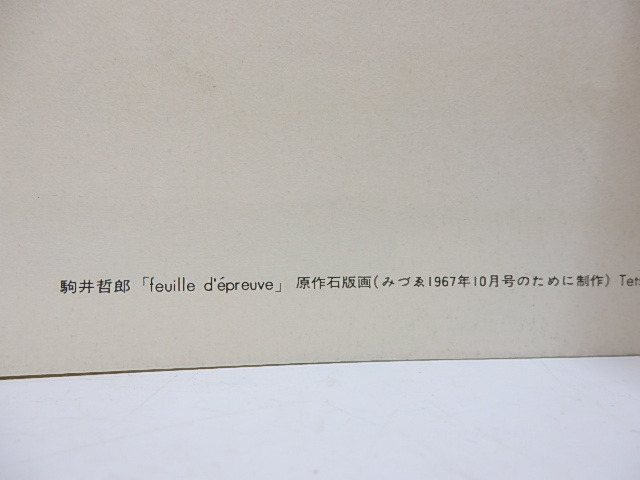 駒井哲郎「feuille d'épreuve」 原作石版画(みづゑ1967年10月号のために制作) Tets